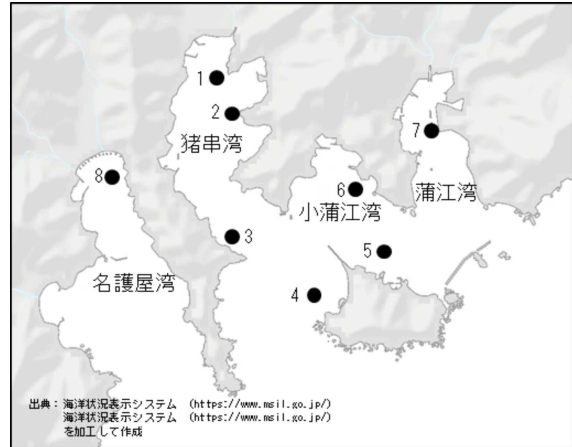 1
2
猪串湾
7
8
6
蒲江湾
小蒲江湾
3
5
名護屋湾
4
出典：海洋状況表示システム （https://www.msil.go.jp/）
海洋状況表示システム （https://www.msil.go.jp/）
を加工して作成